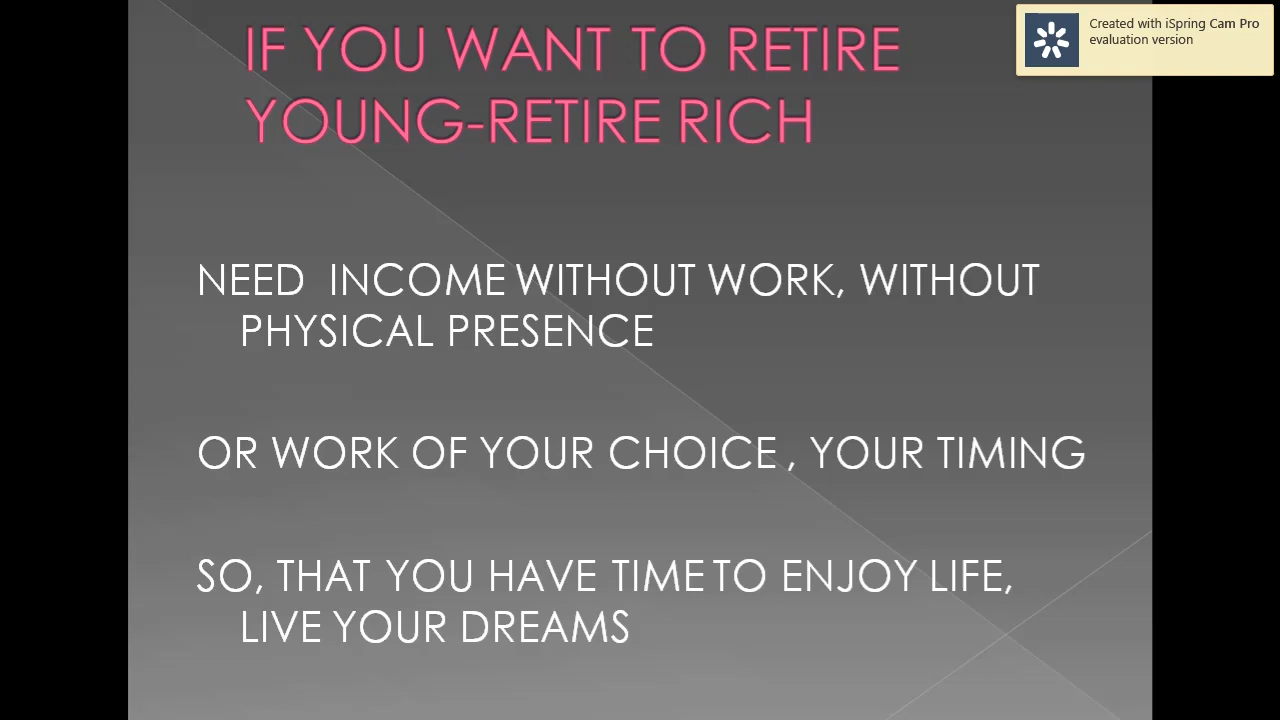 IF YOU WANT TO RETIRE
YOUNG-RETIRE RICH
Created with iSpring Cam Pro
evaluation version
NEED INCOME WITHOUT WORK, WITHOUT
PHYSICAL PRESENCE
OR WORK OF YOUR CHOICE , YOUR TIMING
SO, THAT YOU HAVE TIME TO ENJOY LIFE,
LIVE YOUR DREAMS